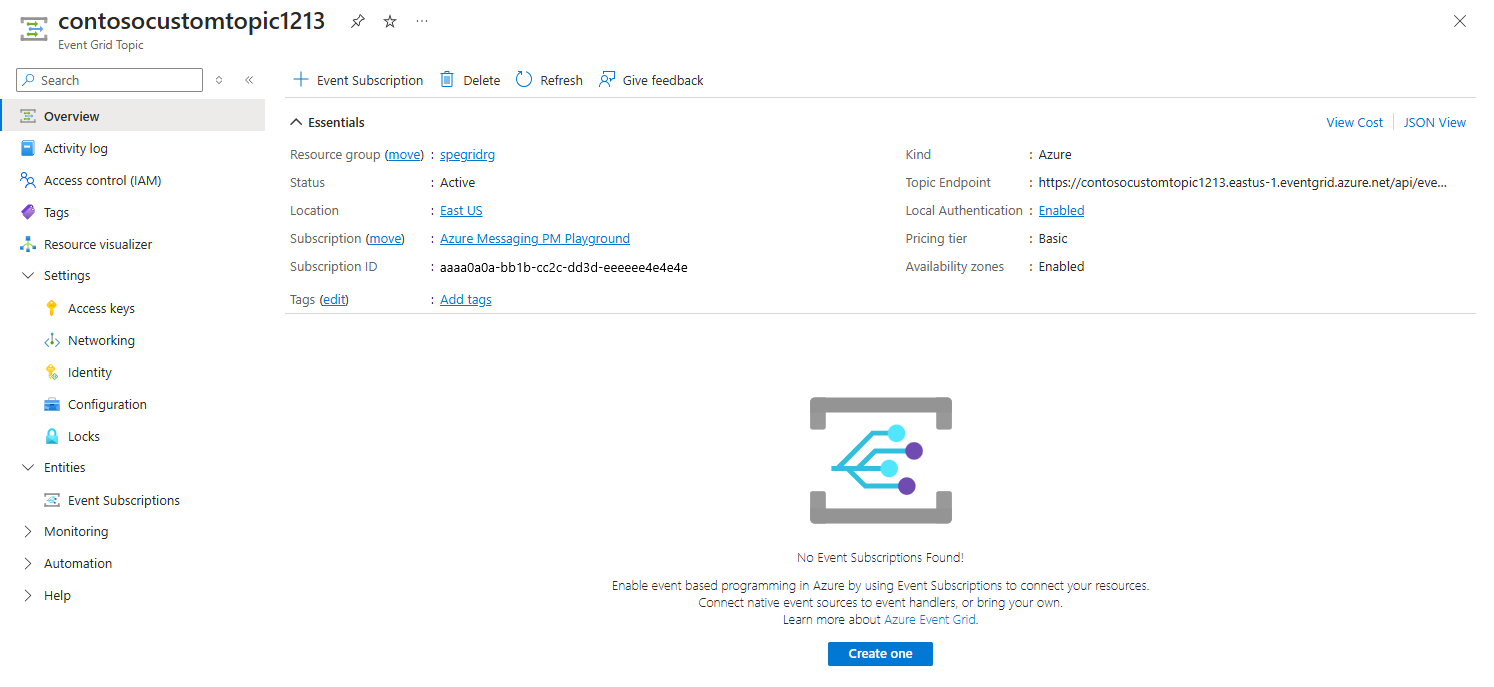 contosocustomtopic1213
Event Grid Topic
Search
+ Event Subscription Delete Refresh Give feedback
Overview
Activity log
Access control (IAM)
Tags
Resource visualizer
Settings
Access keys
Networking
Identity
Configuration
Locks
Entities
Event Subscriptions
Monitoring
Automation
Help
Essentials
View Cost JSON View
Resource group (move) : spegridrg
Status : Active
Location : East US
Subscription (move) : Azure Messaging PM Playground
Subscription ID : aaaa0a0a-bb1b-cc2c-dd3d-eeeeee4e4e4e
Tags (edit) : Add tags
Kind : Azure
Topic Endpoint : https://contosocustomtopic1213.eastus-1.eventgrid.azure.net/api/eve...
Local Authentication : Enabled
Pricing tier : Basic
Availability zones : Enabled
No Event Subscriptions Found!
Enable event based programming in Azure by using Event Subscriptions to connect your resources.
Connect native event sources to event handlers, or bring your own.
Learn more about Azure Event Grid.
Create one